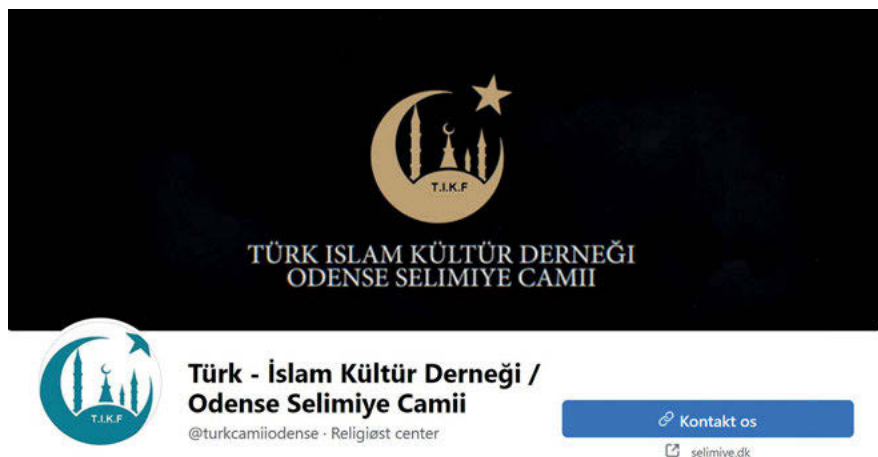 T.I.K.F
TÜRK ISLAM KÜLTÜR DERNEĞI
ODENSE SELIMIYE CAMII
T.I.K.F
Türk - İslam Kültür Derneği /
Odense Selimiye Camii
@turkcamiiodense · Religiøst center
Kontakt os
selimiye.dk